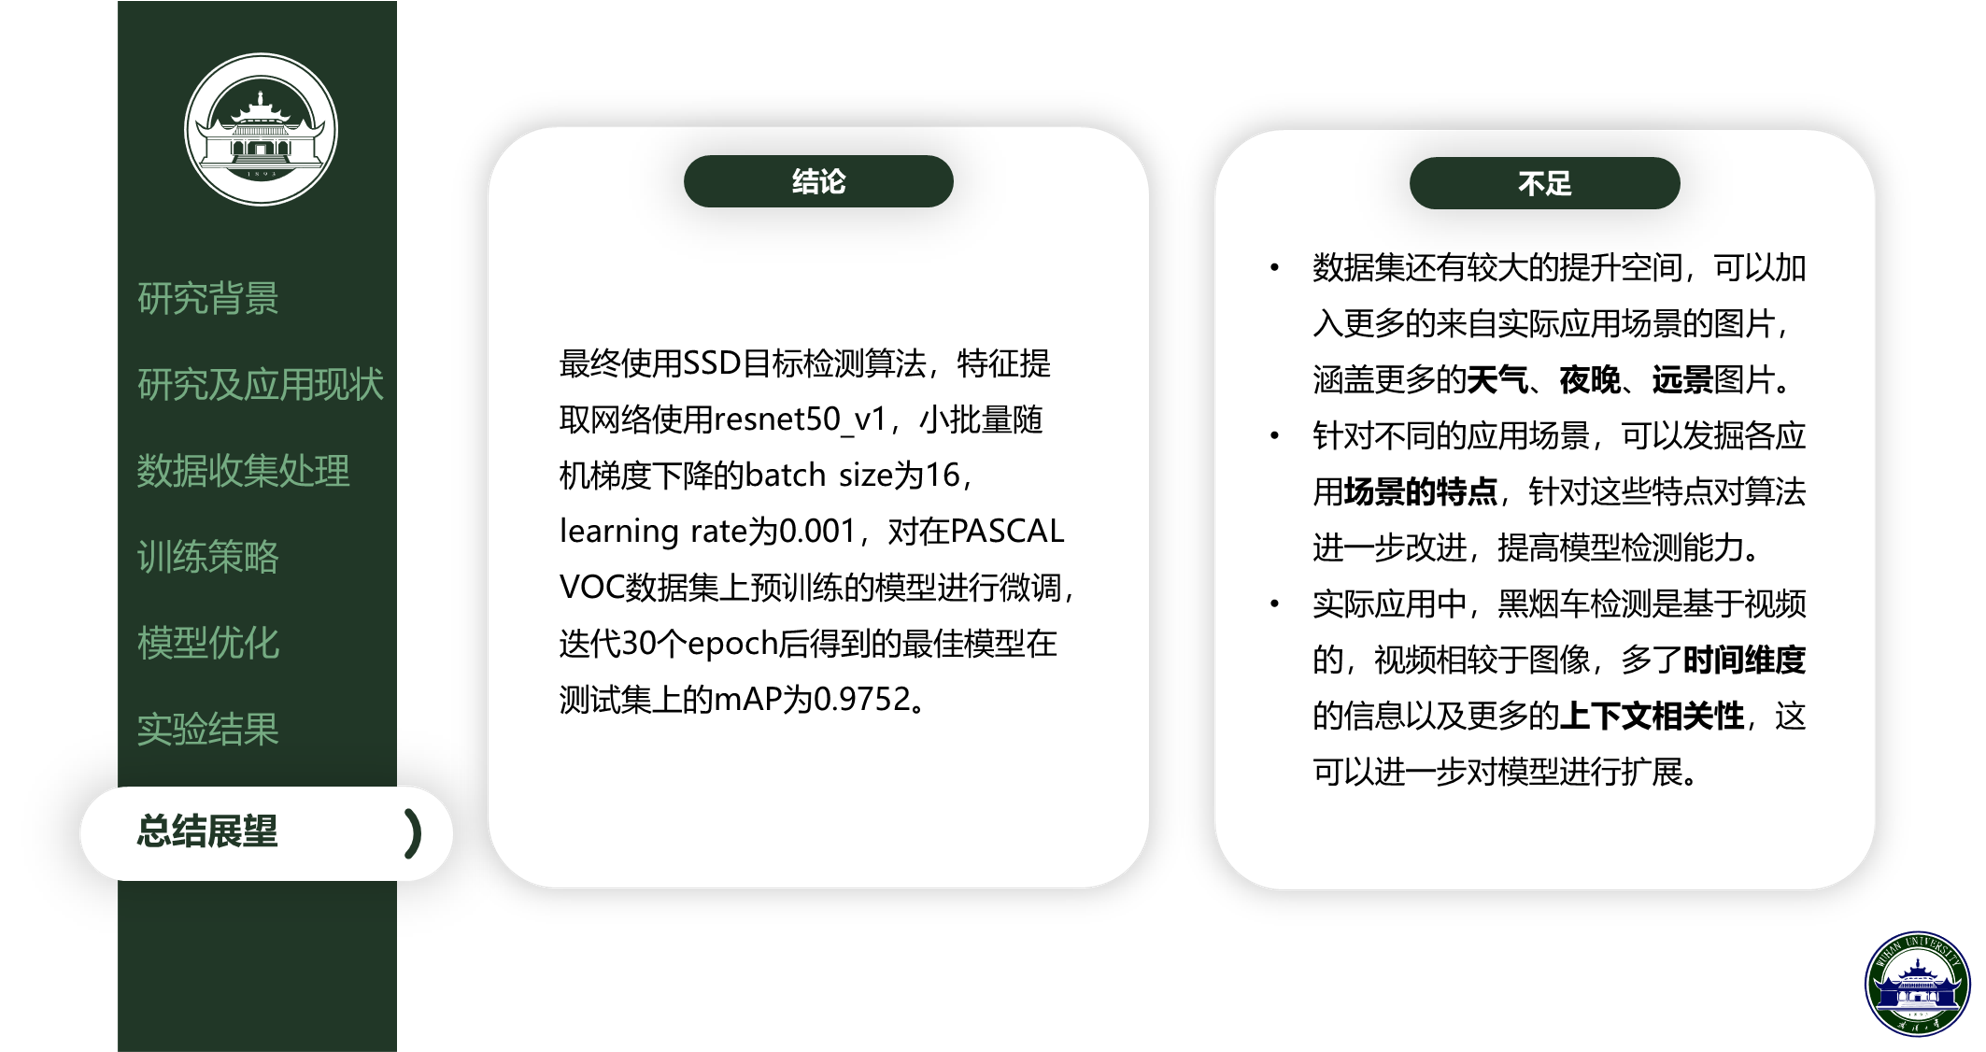 1893
研究背景
研究及应用现状
数据收集处理
训练策略
模型优化
实验结果
总结展望
结论
最终使用SSD目标检测算法，特征提
取网络使用resnet50_v1，小批量随
机梯度下降的batch size为16，
learning rate为0.001，对在PASCAL
VOC数据集上预训练的模型进行微调，
迭代30个epoch后得到的最佳模型在
测试集上的mAP为0.9752。
不足
• 数据集还有较大的提升空间，可以加
入更多的来自实际应用场景的图片，
涵盖更多的天气、夜晚、远景图片。
• 针对不同的应用场景，可以发掘各应
用场景的特点，针对这些特点对算法
进一步改进，提高模型检测能力。
• 实际应用中，黑烟车检测是基于视频
的，视频相较于图像，多了时间维度
的信息以及更多的上下文相关性，这
可以进一步对模型进行扩展。
WUHAN UNIVERSITY
1893